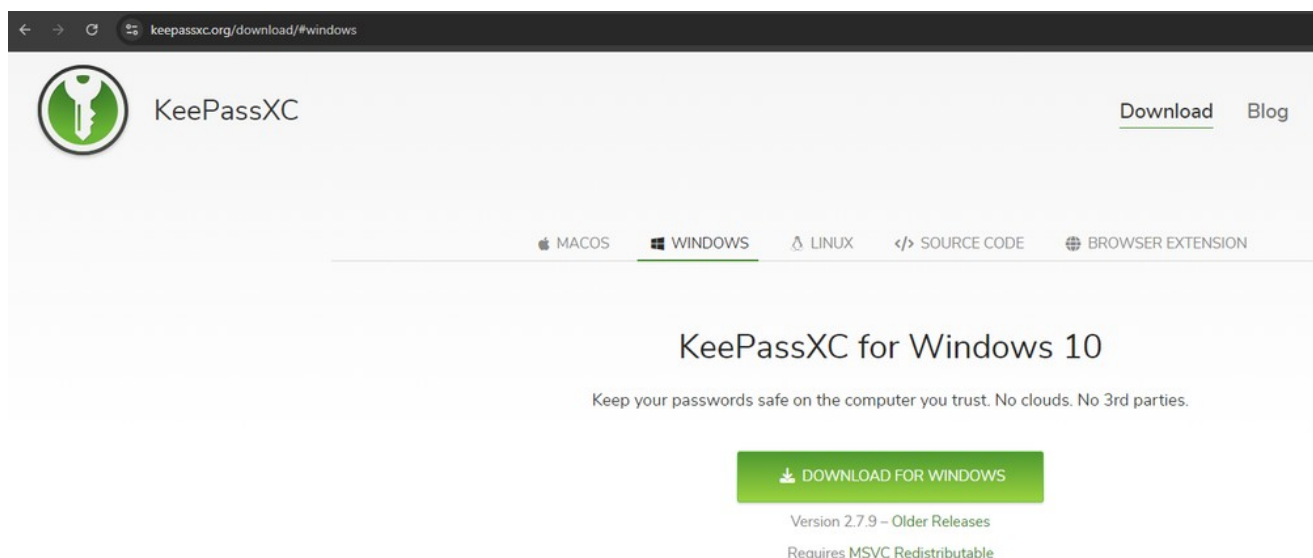 keepassxc.org/download/#windows
KeePassXC
Download Blog
MACOS WINDOWS LINUX </> SOURCE CODE BROWSER EXTENSION
KeePassXC for Windows 10
Keep your passwords safe on the computer you trust. No clouds. No 3rd parties.
DOWNLOAD FOR WINDOWS
Version 2.7.9 – Older Releases
Requires MSVC Redistributable